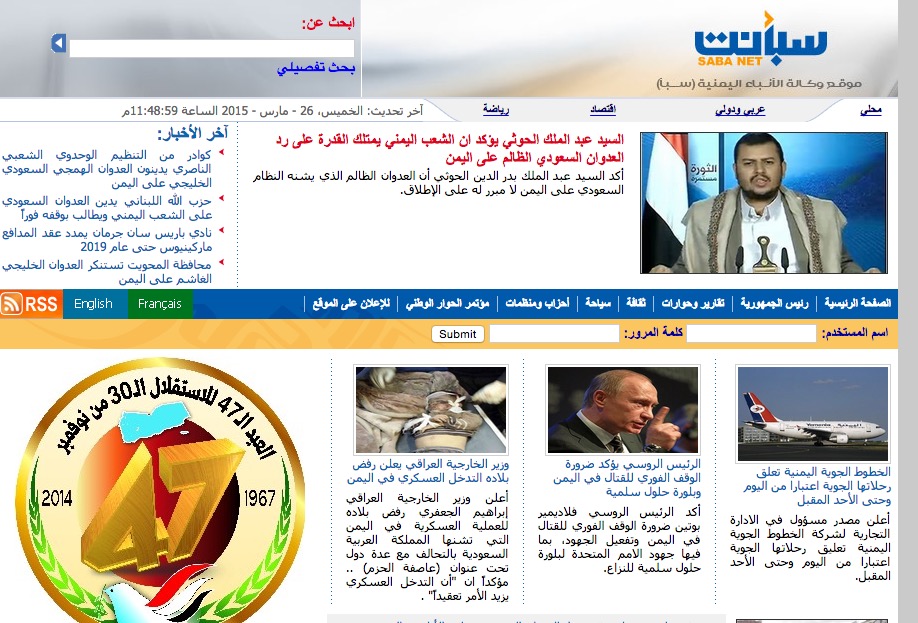 ابحث عن:
بحث تفصيلي
سبأنت
SABA NET
موقع وكالة الأنباء اليمنية (سبأ)
محلي
عربي ودولي
اقتصاد
رياضة
آخر تحديث: الخميس، 26 - مارس - 2015 الساعة 11:48:59م
الثورة
مستمرة
السيد عبد الملك الحوثي يؤكد ان الشعب اليمني يمتلك القدرة على رد
العدوان السعودي الظالم على اليمن
أكد السيد عبد الملك بدر الدين الحوثي أن العدوان الظالم الذي يشنه النظام
السعودي على اليمن لا مبرر له على الإطلاق.
آخر الأخبار:
كوادر من التنظيم الوحدوي الشعبي
الناصري يدينون العدوان الهمجي السعودي
الخليجي على اليمن
حزب الله اللبناني يدين العدوان السعودي
على الشعب اليمني ويطالب بوقفه فوراً
نادي باريس سان جرمان يمدد عقد المدافع
ماركينيوس حتى عام 2019
محافظة المحويت تستنكر العدوان الخليجي
الغاشم على اليمن
الصفحة الرئيسية | رئيس الجمهورية | تقارير وحوارات | ثقافة | سياحة | أحزاب ومنظمات | مؤتمر الحوار الوطني | للاعلان على الموقع |
Français
English
RSS
اسم المستخدم:
كلمة المرور:
Submit
Yemenia
الخطوط الجوية اليمنية تعلق
رحلاتها الجوية اعتبارا من اليوم
وحتى الأحد المقبل
أعلن مصدر مسؤول في الادارة
التجارية لشركة الخطوط الجوية
اليمنية تعليق رحلاتها الجوية
اعتبارا من اليوم وحتى الأحد
المقبل.
الرئيس الروسي يؤكد ضرورة
الوقف الفوري للقتال في اليمن
وبلورة حلول سلمية
أكد الرئيس الروسي فلاديمير
بوتين ضرورة الوقف الفوري للقتال
في اليمن وتفعيل الجهود، بما
فيها جهود الامم المتحدة لبلورة
حلول سلمية للنزاع.
وزير الخارجية العراقي يعلن رفض
بلاده التدخل العسكري في اليمن
أعلن وزير الخارجية العراقي
إبراهيم الجعفري رفض بلاده
للعملية العسكرية في اليمن
التي تشنها المملكة العربية
السعودية بالتحالف مع عدة دول
تحت عنوان (عاصفة الحزم) ..
مؤكداً ان "أن التدخل العسكري
يزيد الأمر تعقيداً" .
العيد الـ47 للاستقلال الـ30 من نوفمبر
47
2014
1967